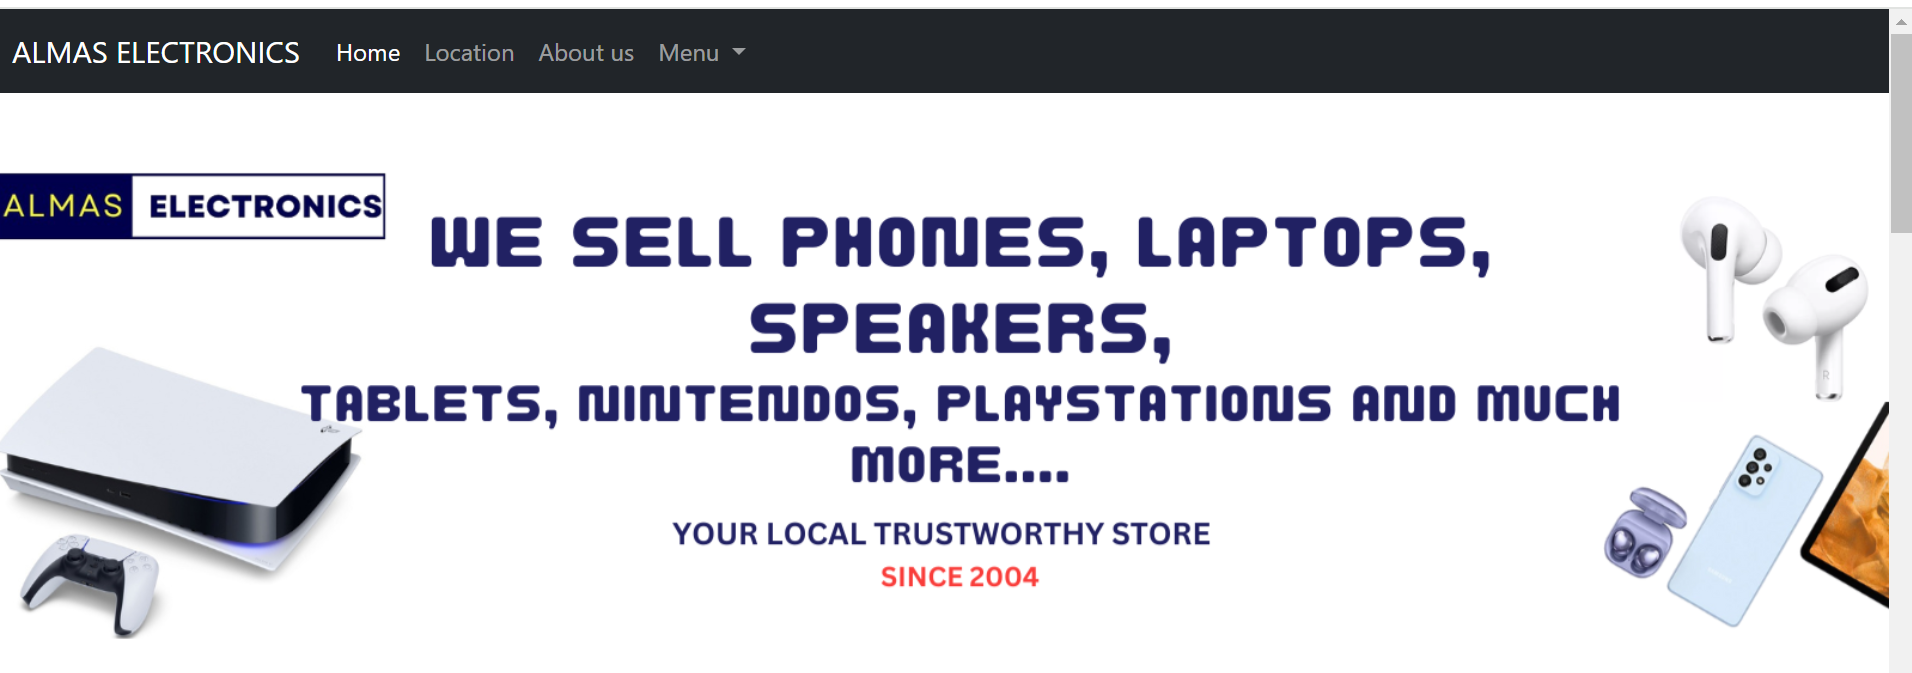 ALMAS ELECTRONICS Home Location About us Menu
ALMAS ELECTRONICS
WE SELL PHONES, LAPTOPS,
SPEAKERS,
TABLETS, NINTENDOS, PLAYSTATIONS AND MUCH
MORE....
YOUR LOCAL TRUSTWORTHY STORE
SINCE 2004